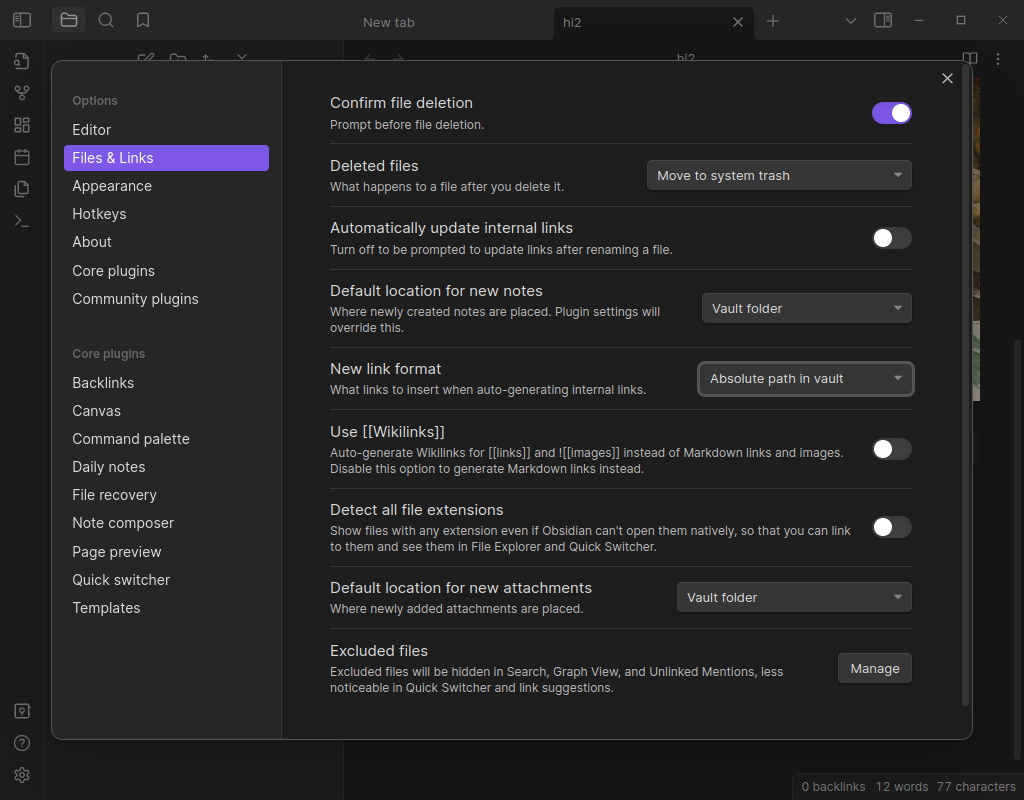 New tab
hi2
hi2
Options
Editor
Files & Links
Appearance
Hotkeys
About
Core plugins
Community plugins
Core plugins
Backlinks
Canvas
Command palette
Daily notes
File recovery
Note composer
Page preview
Quick switcher
Templates
Confirm file deletion
Prompt before file deletion.
Deleted files
What happens to a file after you delete it.
Move to system trash
Automatically update internal links
Turn off to be prompted to update links after renaming a file.
Default location for new notes
Where newly created notes are placed. Plugin settings will
override this.
Vault folder
New link format
What links to insert when auto-generating internal links.
Absolute path in vault
Use [[Wikilinks]]
Auto-generate Wikilinks for [[links]] and ![[images]] instead of Markdown links and images.
Disable this option to generate Markdown links instead.
Detect all file extensions
Show files with any extension even if Obsidian can't open them natively, so that you can link
to them and see them in File Explorer and Quick Switcher.
Default location for new attachments
Where newly added attachments are placed.
Vault folder
Excluded files
Excluded files will be hidden in Search, Graph View, and Unlinked Mentions, less
noticeable in Quick Switcher and link suggestions.
Manage
0 backlinks 12 words 77 characters